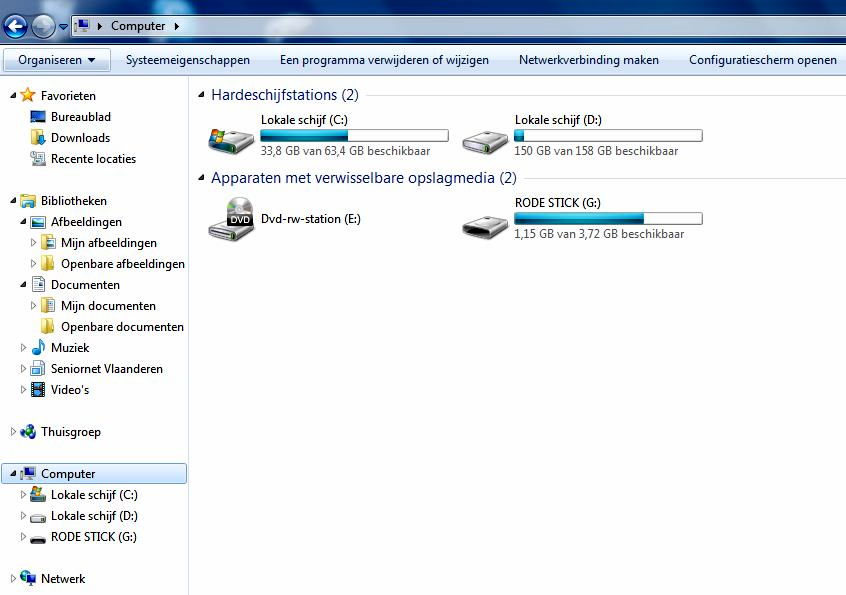 Computer
Organiseren
Systeemeigenschappen
Een programma verwijderen of wijzigen
Netwerkverbinding maken
Configuratiescherm openen
Favorieten
Bureaublad
Downloads
Recente locaties
Bibliotheken
Afbeeldingen
Mijn afbeeldingen
Openbare afbeeldingen
Documenten
Mijn documenten
Openbare documenten
Muziek
Seniornet Vlaanderen
Video's
Thuisgroep
Computer
Lokale schijf (C:)
Lokale schijf (D:)
RODE STICK (G:)
Netwerk
Hardeschijfstations (2)
Lokale schijf (C:)
33,8 GB van 63,4 GB beschikbaar
Lokale schijf (D:)
150 GB van 158 GB beschikbaar
Apparaten met verwisselbare opslagmedia (2)
DVD
Dvd-rw-station (E:)
RODE STICK (G:)
1,15 GB van 3,72 GB beschikbaar